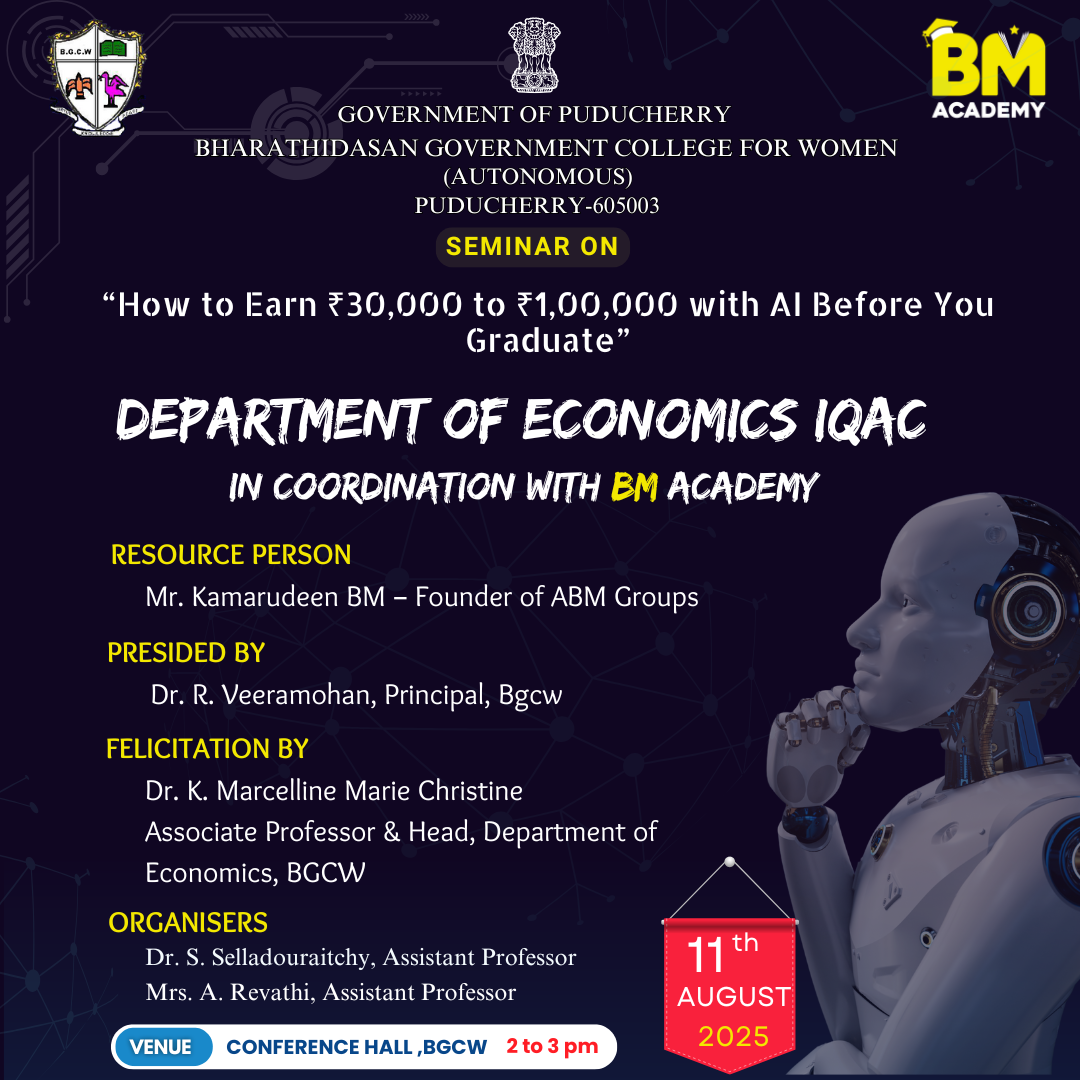 B.G.C.W
BM
ACADEMY
GOVERNMENT OF PUDUCHERRY
BHARATHIDASAN GOVERNMENT COLLEGE FOR WOMEN
(AUTONOMOUS)
PUDUCHERRY-605003
SEMINAR ON
“How to Earn ₹30,000 to ₹1,00,000 with AI Before You
Graduate”
DEPARTMENT OF ECONOMICS IQAC
IN COORDINATION WITH BM ACADEMY
RESOURCE PERSON
Mr. Kamarudeen BM – Founder of ABM Groups
PRESIDED BY
Dr. R. Veeramohan, Principal, Bgcw
FELICITATION BY
Dr. K. Marcelline Marie Christine
Associate Professor & Head, Department of
Economics, BGCW
ORGANISERS
Dr. S. Selladouraitchy, Assistant Professor
Mrs. A. Revathi, Assistant Professor
VENUE CONFERENCE HALL ,BGCW 2 to 3 pm
11th
AUGUST
2025